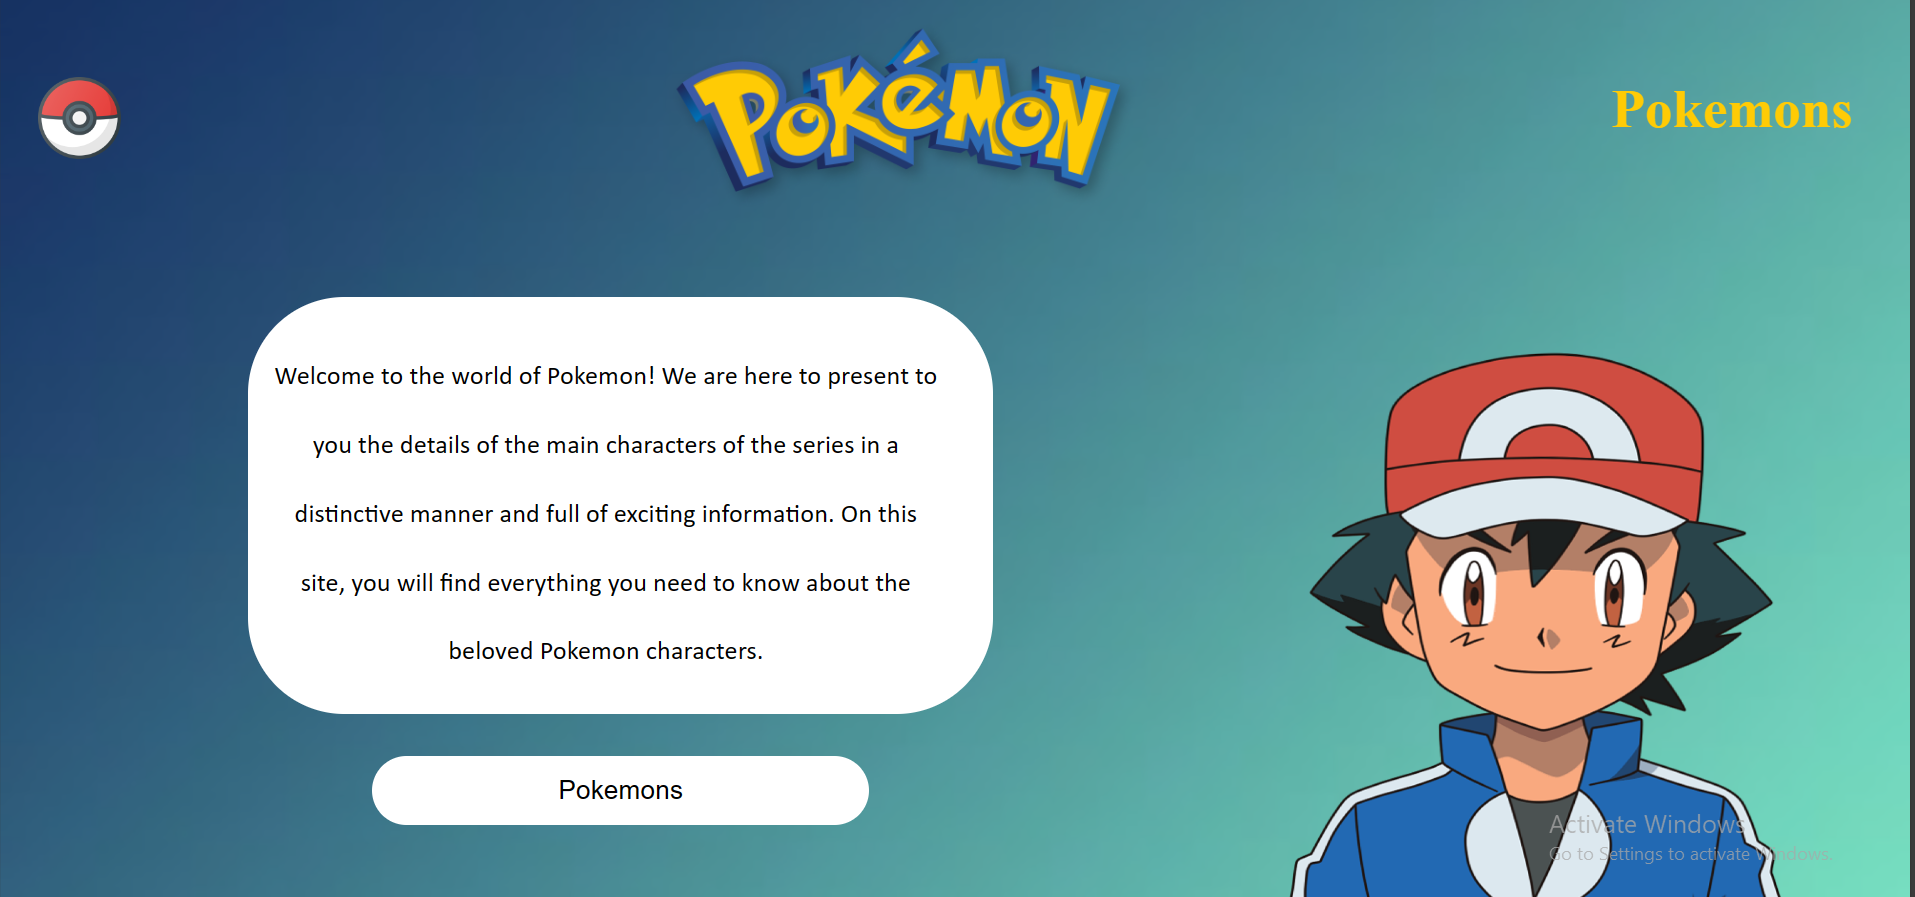 Pokémon
Pokemons
Welcome to the world of Pokemon! We are here to present to
you the details of the main characters of the series in a
distinctive manner and full of exciting information. On this
site, you will find everything you need to know about the
beloved Pokemon characters.
Pokemons
Activate Windows
Go to Settings to activate Windows.